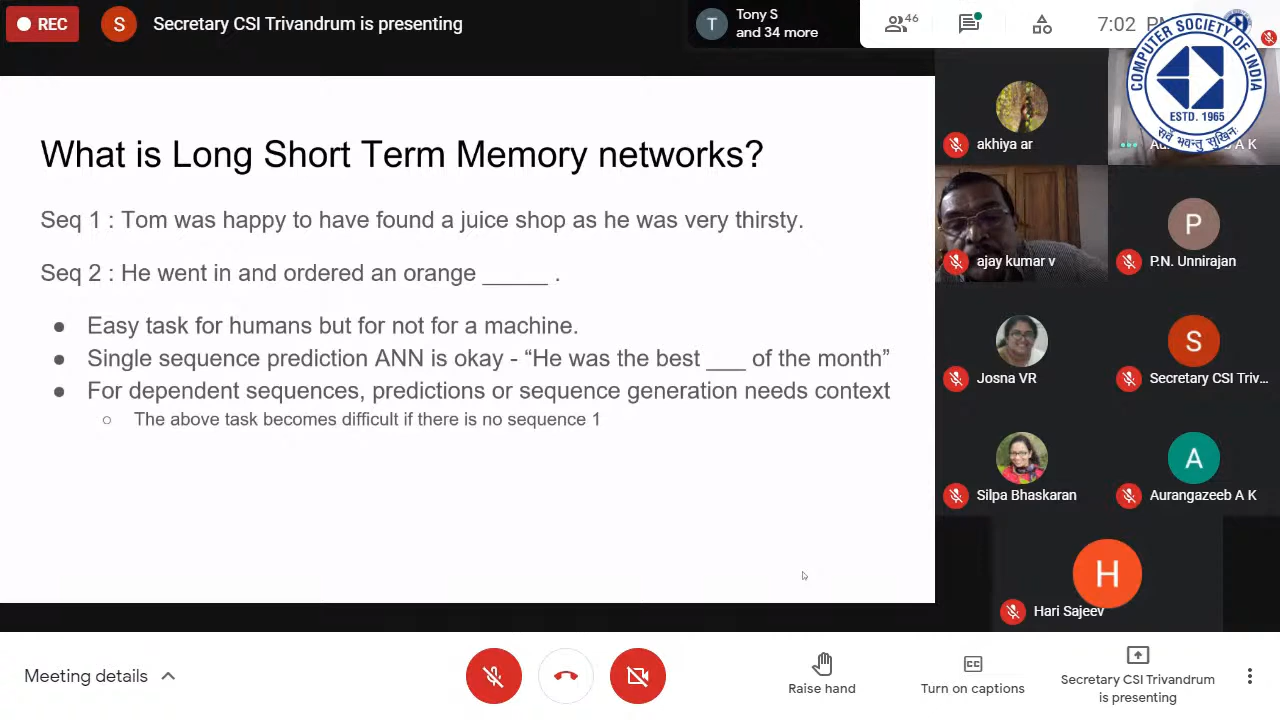 REC
S
Secretary CSI Trivandrum is presenting
T
Tony S
and 34 more
46
7:02 PM
COMPUTER SOCIETY OF INDIA
ESTD. 1965
सर्वे भवन्तु सुखिनः
What is Long Short Term Memory networks?
Seq 1 : Tom was happy to have found a juice shop as he was very thirsty.
Seq 2 : He went in and ordered an orange _____ .
● Easy task for humans but for not for a machine.
● Single sequence prediction ANN is okay - “He was the best ___ of the month”
● For dependent sequences, predictions or sequence generation needs context
○ The above task becomes difficult if there is no sequence 1
akhiya ar
A K
ajay kumar v
P
P.N. Unnirajan
Josna VR
S
Secretary CSI Triv...
Silpa Bhaskaran
A
Aurangazeeb A K
H
Hari Sajeev
Meeting details
Raise hand
CC
Turn on captions
Secretary CSI Trivandrum
is presenting